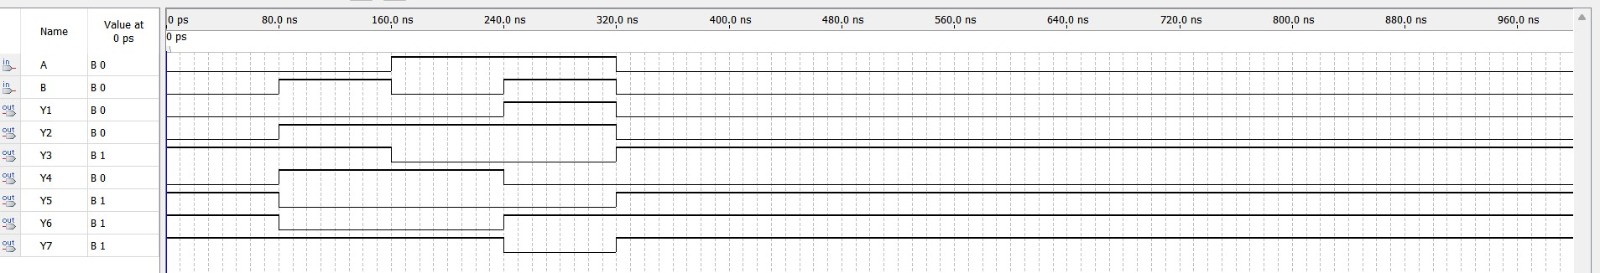 Name
Value at
0 ps
0 ps 80.0 ns 160.0 ns 240.0 ns 320.0 ns 400.0 ns 480.0 ns 560.0 ns 640.0 ns 720.0 ns 800.0 ns 880.0 ns 960.0 ns
0 ps
in A B 0
in B B 0
out Y1 B 0
out Y2 B 0
out Y3 B 1
out Y4 B 0
out Y5 B 1
out Y6 B 1
out Y7 B 1